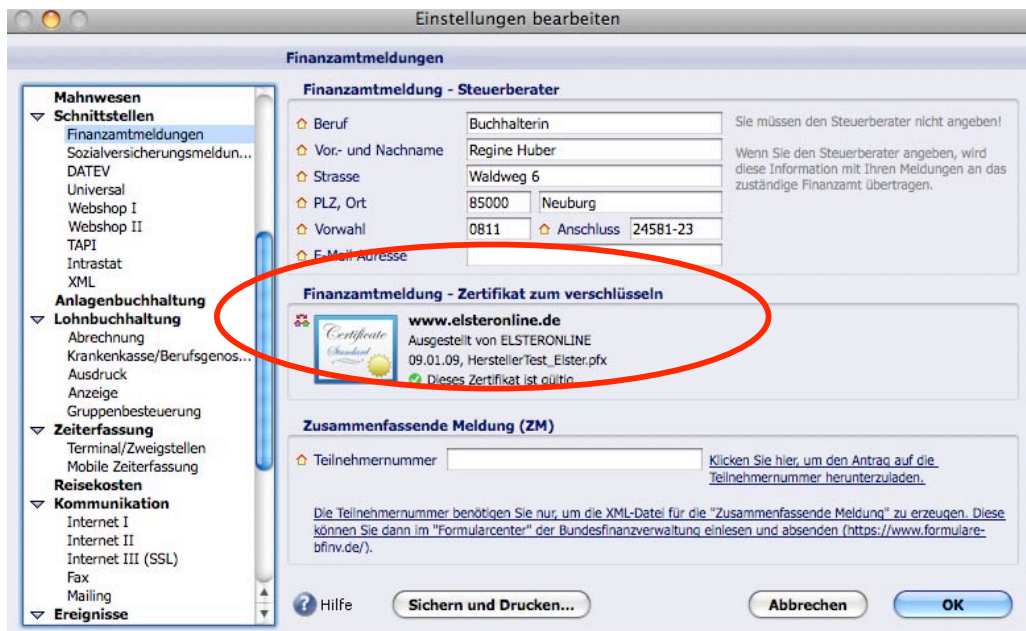 Einstellungen bearbeiten
Finanzamtmeldungen
Mahnwesen
Schnittstellen
Finanzamtmeldungen
Sozialversicherungsmeldun...
DATEV
Universal
Webshop I
Webshop II
TAPI
Intrastat
XML
Anlagenbuchhaltung
Lohnbuchhaltung
Abrechnung
Krankenkasse/Berufsgenos...
Ausdruck
Anzeige
Gruppenbesteuerung
Zeiterfassung
Terminal/Zweigstellen
Mobile Zeiterfassung
Reisekosten
Kommunikation
Internet I
Internet II
Internet III (SSL)
Fax
Mailing
Ereignisse
Finanzamtmeldung - Steuerberater
Beruf Buchhalterin
Vor.- und Nachname Regine Huber
Strasse Waldweg 6
PLZ, Ort 85000 Neuburg
Vorwahl 0811 Anschluss 24581-23
E-Mail Adresse
Sie müssen den Steuerberater nicht angeben!
Wenn Sie den Steuerberater angeben, wird
diese Information mit Ihren Meldungen an das
zuständige Finanzamt übertragen.
Finanzamtmeldung - Zertifikat zum verschlüsseln
Certificate
Standard
www.elsteronline.de
Ausgestellt von ELSTERONLINE
09.01.09, HerstellerTest_Elster.pfx
Dieses Zertifikat ist gültig
Zusammenfassende Meldung (ZM)
Teilnehmernummer
Klicken Sie hier, um den Antrag auf die
Teilnehmernummer herunterzuladen.
Die Teilnehmernummer benötigen Sie nur, um die XML-Datei für die "Zusammenfassende Meldung" zu erzeugen. Diese
können Sie dann im "Formularcenter" der Bundesfinanzverwaltung einlesen und absenden (https://www.formulare-
bfinv.de/).
Hilfe
Sichern und Drucken...
Abbrechen
OK